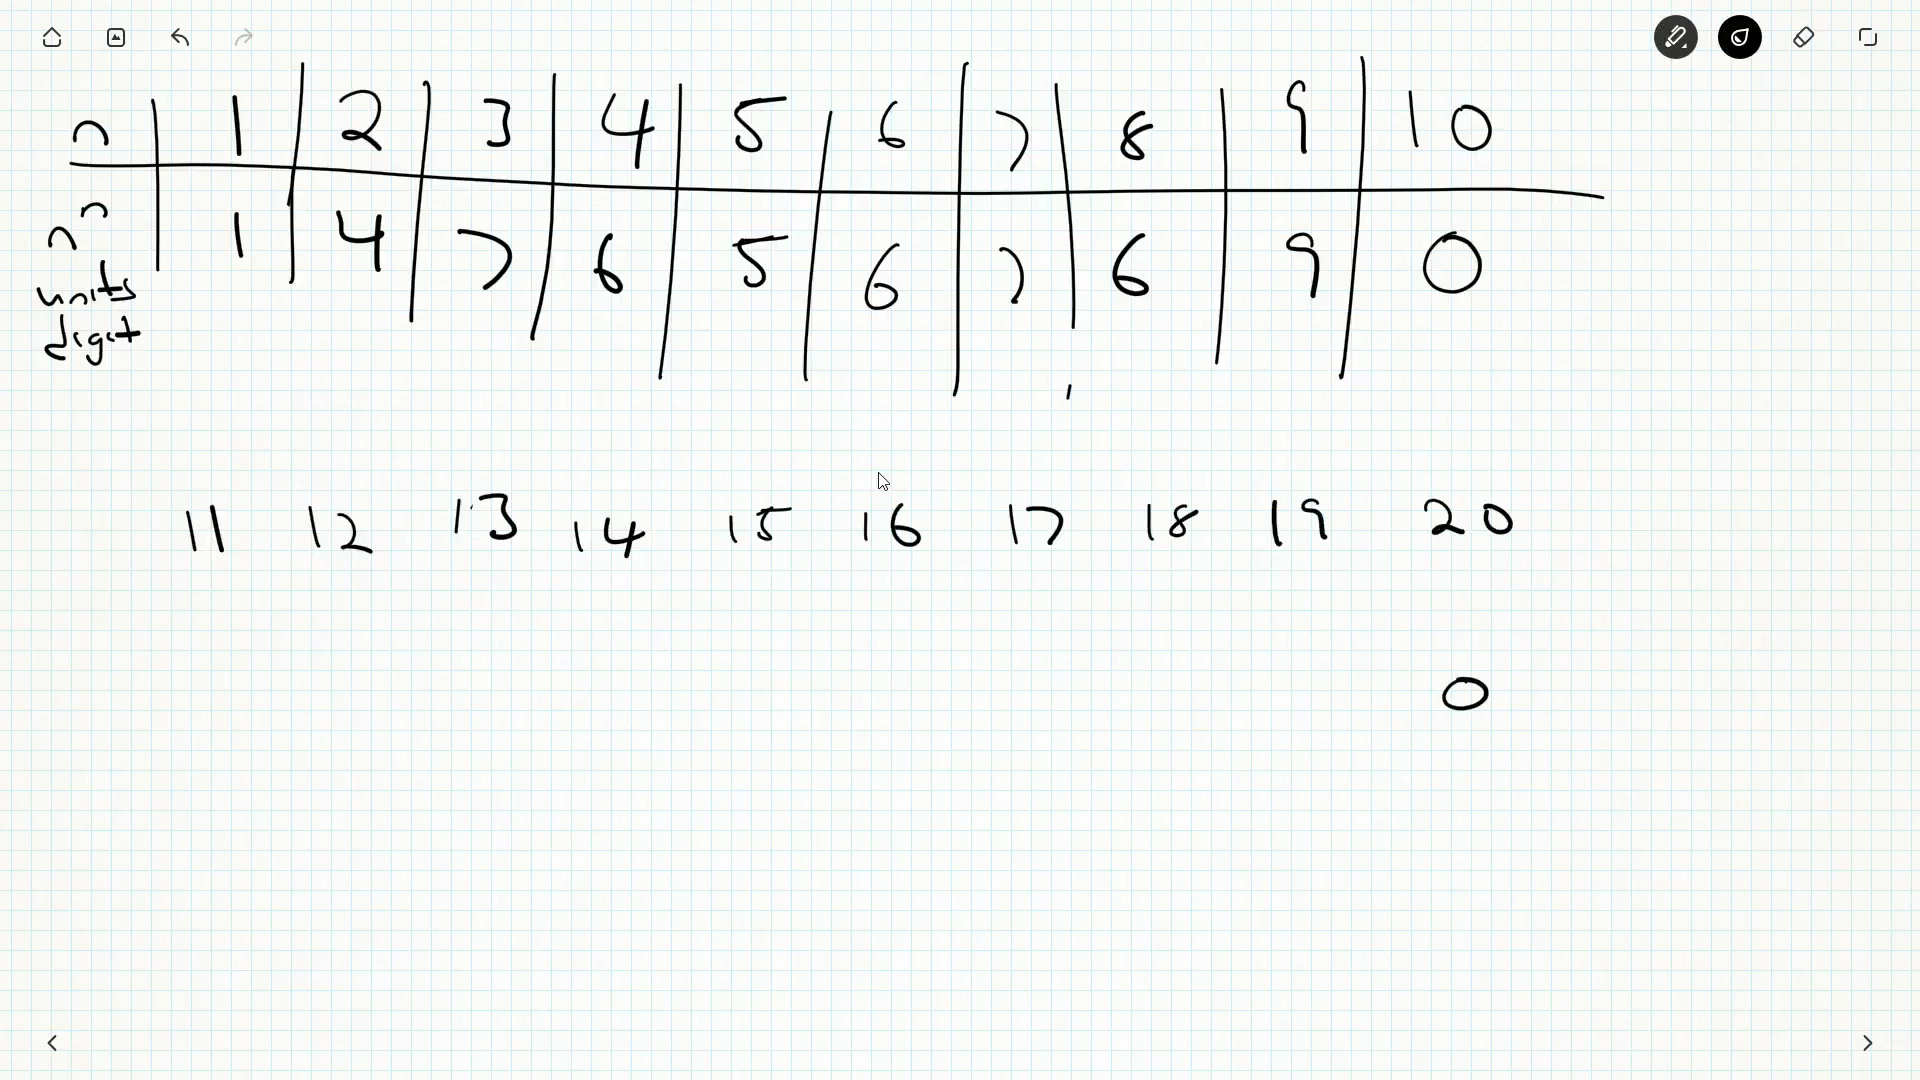 n 1 2 3 4 5 6 7 8 9 10
n^n units digit 1 4 7 6 5 6 7 6 9 0
11 12 13 14 15 16 17 18 19 20
0